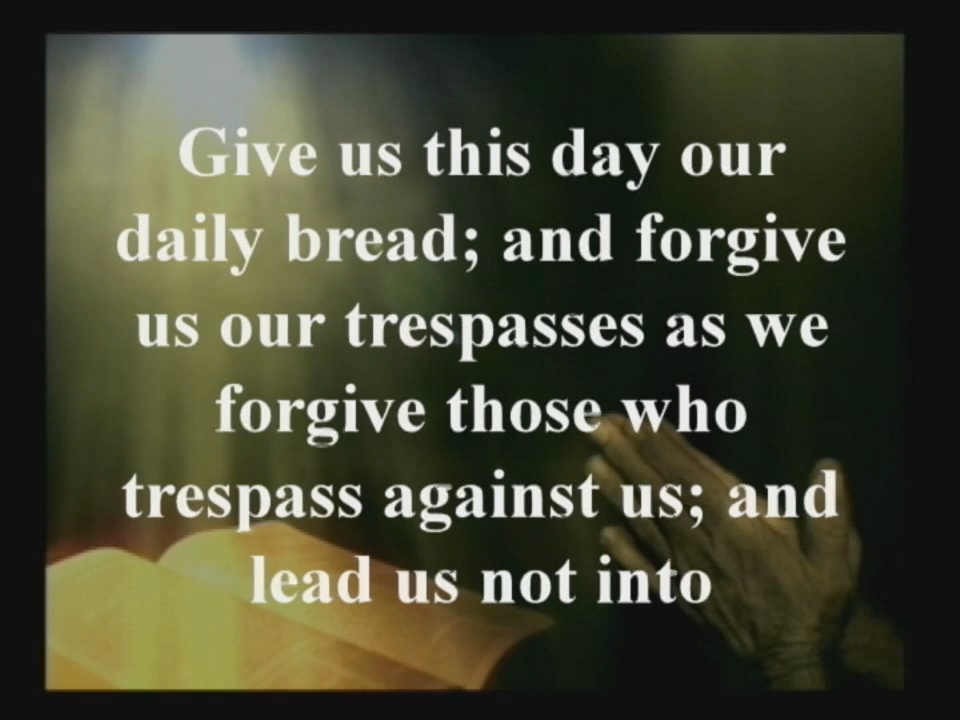 Give us this day our
daily bread; and forgive
us our trespasses as we
forgive those who
trespass against us; and
lead us not into